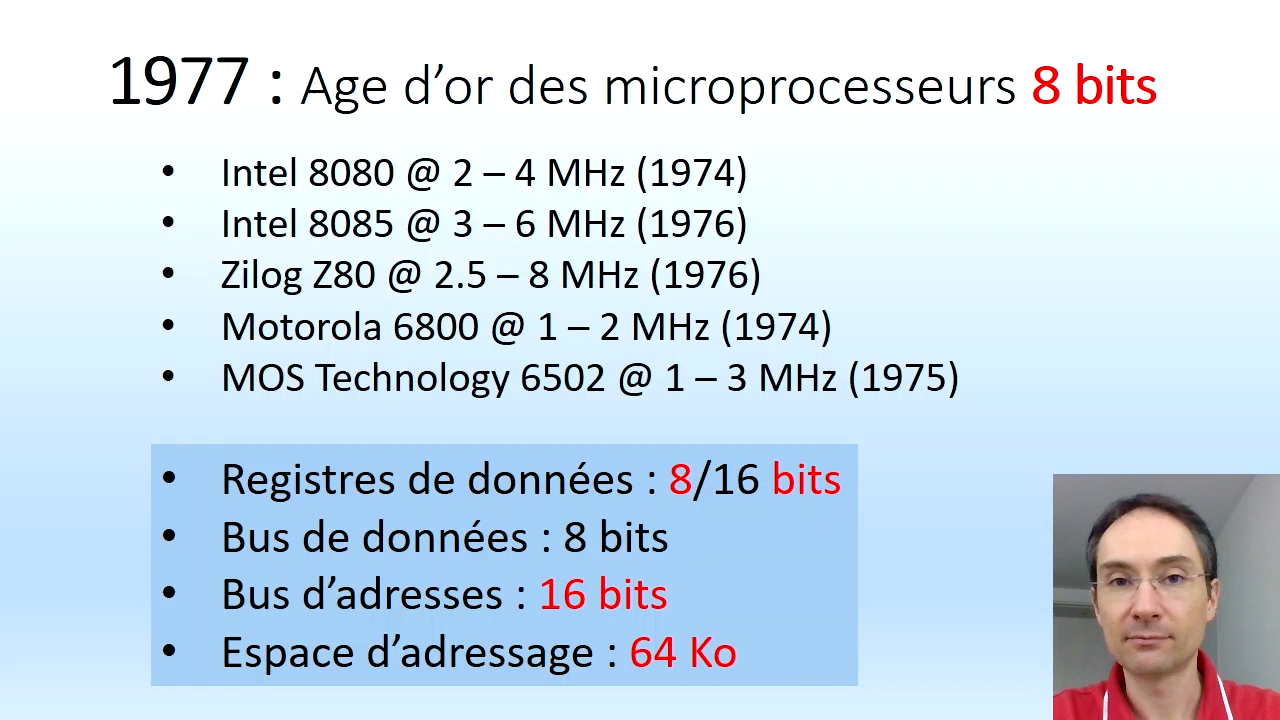 1977 : Age d’or des microprocesseurs 8 bits
• Intel 8080 @ 2 – 4 MHz (1974)
• Intel 8085 @ 3 – 6 MHz (1976)
• Zilog Z80 @ 2.5 – 8 MHz (1976)
• Motorola 6800 @ 1 – 2 MHz (1974)
• MOS Technology 6502 @ 1 – 3 MHz (1975)
• Registres de données : 8/16 bits
• Bus de données : 8 bits
• Bus d’adresses : 16 bits
• Espace d’adressage : 64 Ko